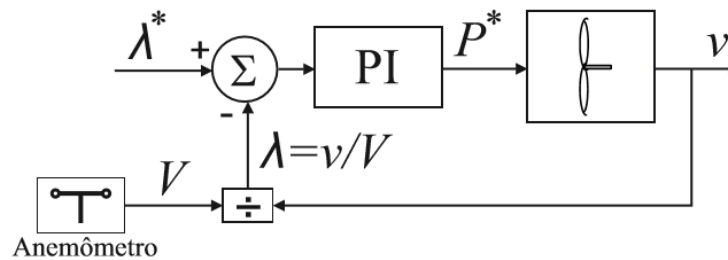 λ* + Σ PI P* v
-
λ=v/V
V ÷
Anemômetro